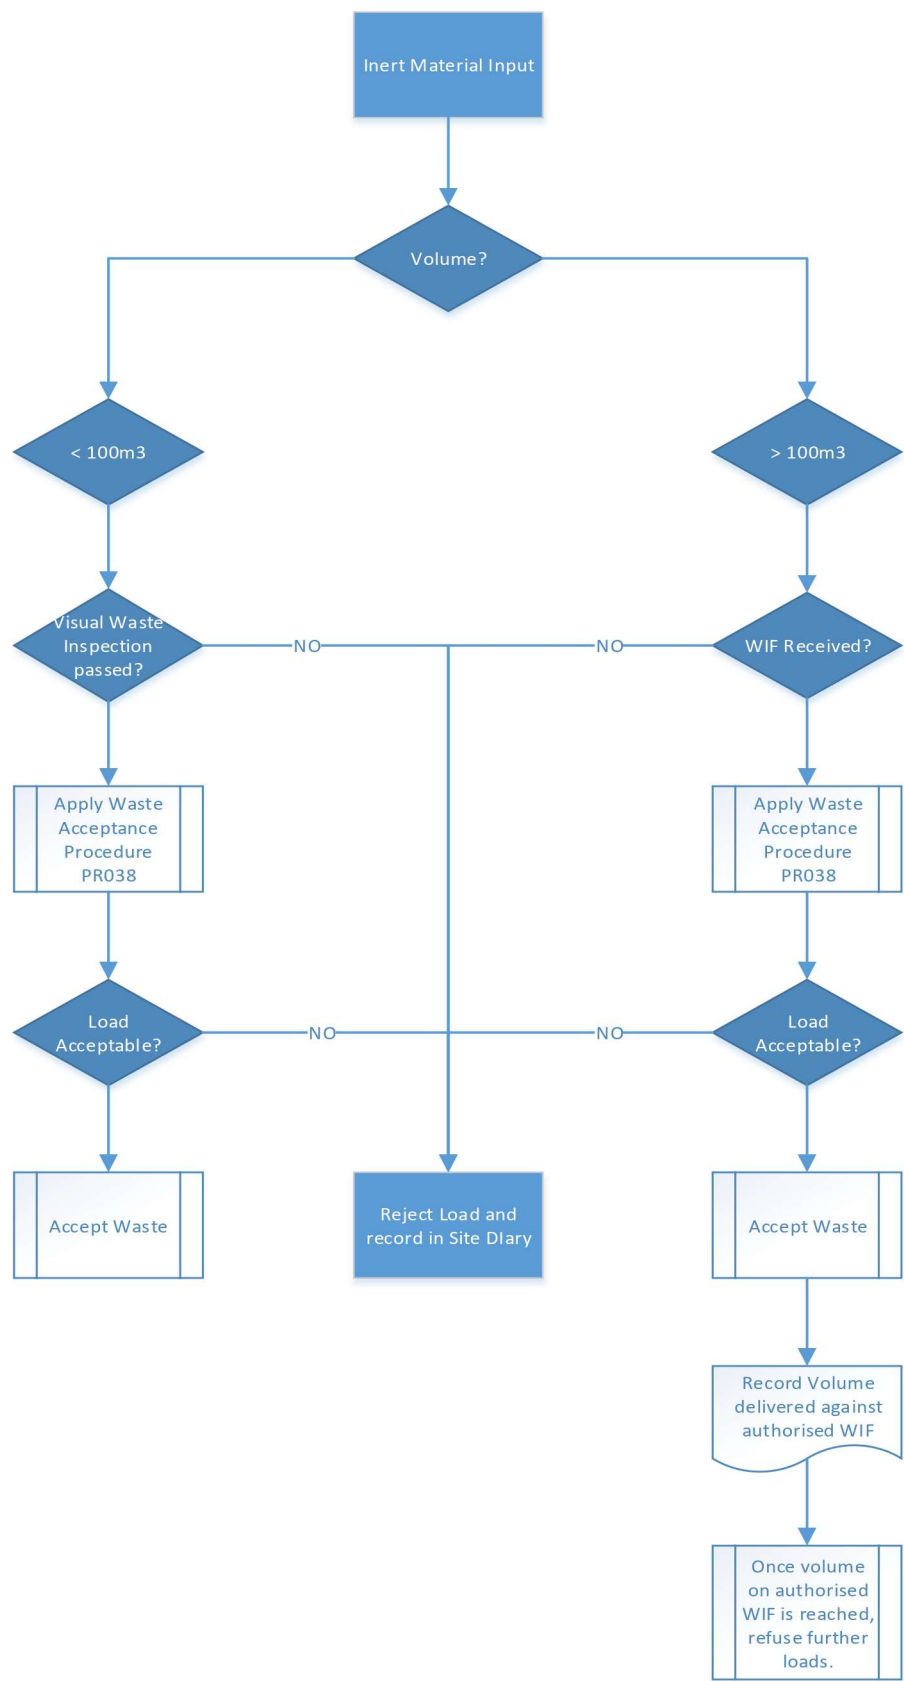 Inert Material Input
Volume?
< 100m3
> 100m3
Visual Waste
Inspection
passed?
NO
NO
WIF Received?
Apply Waste
Acceptance
Procedure
PR038
Apply Waste
Acceptance
Procedure
PR038
Load
Acceptable?
NO
NO
Load
Acceptable?
Accept Waste
Reject Load and
record in Site DIary
Accept Waste
Record Volume
delivered against
authorised WIF
Once volume
on authorised
WIF is reached,
refuse further
loads.